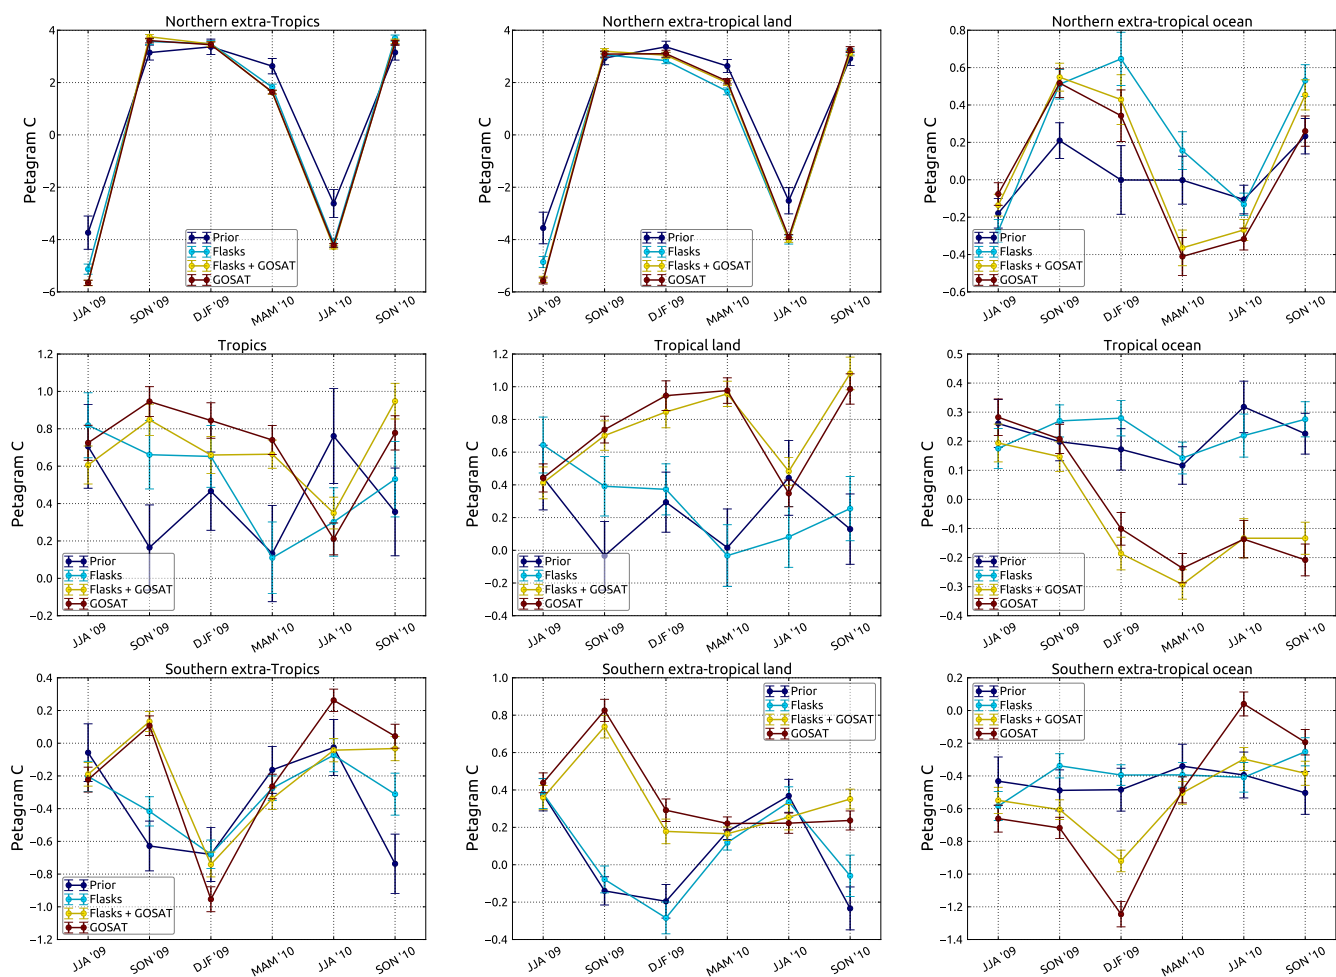 Northern extra-Tropics
Petagram C
4
2
0
−2
−4
−6
Prior
Flasks
Flasks + GOSAT
GOSAT
JJA '09 SON '09 DJF '09 MAM '10 JJA '10 SON '10
Northern extra-tropical land
Petagram C
4
2
0
−2
−4
−6
Prior
Flasks
Flasks + GOSAT
GOSAT
JJA '09 SON '09 DJF '09 MAM '10 JJA '10 SON '10
Northern extra-tropical ocean
Petagram C
0.8
0.6
0.4
0.2
0.0
−0.2
−0.4
−0.6
Prior
Flasks
Flasks + GOSAT
GOSAT
JJA '09 SON '09 DJF '09 MAM '10 JJA '10 SON '10
Tropics
Petagram C
1.2
1.0
0.8
0.6
0.4
0.2
0.0
−0.2
Prior
Flasks
Flasks + GOSAT
GOSAT
JJA '09 SON '09 DJF '09 MAM '10 JJA '10 SON '10
Tropical land
Petagram C
1.2
1.0
0.8
0.6
0.4
0.2
0.0
−0.2
−0.4
Prior
Flasks
Flasks + GOSAT
GOSAT
JJA '09 SON '09 DJF '09 MAM '10 JJA '10 SON '10
Tropical ocean
Petagram C
0.5
0.4
0.3
0.2
0.1
0.0
−0.1
−0.2
−0.3
−0.4
Prior
Flasks
Flasks + GOSAT
GOSAT
JJA '09 SON '09 DJF '09 MAM '10 JJA '10 SON '10
Southern extra-Tropics
Petagram C
0.4
0.2
0.0
−0.2
−0.4
−0.6
−0.8
−1.0
−1.2
Prior
Flasks
Flasks + GOSAT
GOSAT
JJA '09 SON '09 DJF '09 MAM '10 JJA '10 SON '10
Southern extra-tropical land
Petagram C
1.0
0.8
0.6
0.4
0.2
0.0
−0.2
−0.4
Prior
Flasks
Flasks + GOSAT
GOSAT
JJA '09 SON '09 DJF '09 MAM '10 JJA '10 SON '10
Southern extra-tropical ocean
Petagram C
0.2
0.0
−0.2
−0.4
−0.6
−0.8
−1.0
−1.2
−1.4
Prior
Flasks
Flasks + GOSAT
GOSAT
JJA '09 SON '09 DJF '09 MAM '10 JJA '10 SON '10